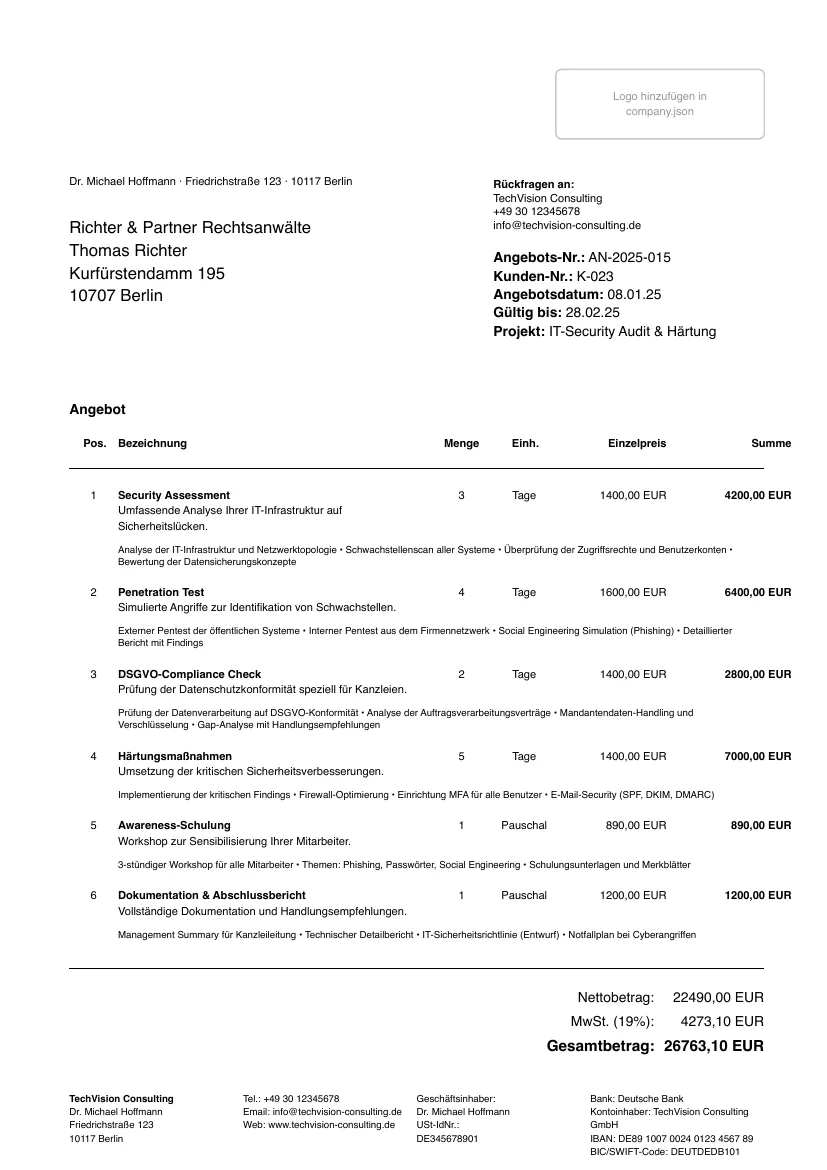 Logo hinzufügen in
company.json
Dr. Michael Hoffmann · Friedrichstraße 123 · 10117 Berlin
Richter & Partner Rechtsanwälte
Thomas Richter
Kurfürstendamm 195
10707 Berlin
Rückfragen an:
TechVision Consulting
+49 30 12345678
info@techvision-consulting.de
Angebots-Nr.: AN-2025-015
Kunden-Nr.: K-023
Angebotsdatum: 08.01.25
Gültig bis: 28.02.25
Projekt: IT-Security Audit & Härtung
Angebot
Pos. Bezeichnung Menge Einh. Einzelpreis Summe
1 Security Assessment 3 Tage 1400,00 EUR 4200,00 EUR
Umfassende Analyse Ihrer IT-Infrastruktur auf
Sicherheitslücken.
Analyse der IT-Infrastruktur und Netzwerktopologie • Schwachstellenscan aller Systeme • Überprüfung der Zugriffsrechte und Benutzerkonten •
Bewertung der Datensicherungskonzepte
2 Penetration Test 4 Tage 1600,00 EUR 6400,00 EUR
Simulierte Angriffe zur Identifikation von Schwachstellen.
Externer Pentest der öffentlichen Systeme • Interner Pentest aus dem Firmennetzwerk • Social Engineering Simulation (Phishing) • Detaillierter
Bericht mit Findings
3 DSGVO-Compliance Check 2 Tage 1400,00 EUR 2800,00 EUR
Prüfung der Datenschutzkonformität speziell für Kanzleien.
Prüfung der Datenverarbeitung auf DSGVO-Konformität • Analyse der Auftragsverarbeitungsverträge • Mandantendaten-Handling und
Verschlüsselung • Gap-Analyse mit Handlungsempfehlungen
4 Härtungsmaßnahmen 5 Tage 1400,00 EUR 7000,00 EUR
Umsetzung der kritischen Sicherheitsverbesserungen.
Implementierung der kritischen Findings • Firewall-Optimierung • Einrichtung MFA für alle Benutzer • E-Mail-Security (SPF, DKIM, DMARC)
5 Awareness-Schulung 1 Pauschal 890,00 EUR 890,00 EUR
Workshop zur Sensibilisierung Ihrer Mitarbeiter.
3-stündiger Workshop für alle Mitarbeiter • Themen: Phishing, Passwörter, Social Engineering • Schulungsunterlagen und Merkblätter
6 Dokumentation & Abschlussbericht 1 Pauschal 1200,00 EUR 1200,00 EUR
Vollständige Dokumentation und Handlungsempfehlungen.
Management Summary für Kanzleileitung • Technischer Detailbericht • IT-Sicherheitsrichtlinie (Entwurf) • Notfallplan bei Cyberangriffen
Nettobetrag: 22490,00 EUR
MwSt. (19%): 4273,10 EUR
Gesamtbetrag: 26763,10 EUR
TechVision Consulting
Dr. Michael Hoffmann
Friedrichstraße 123
10117 Berlin
Tel.: +49 30 12345678
Email: info@techvision-consulting.de
Web: www.techvision-consulting.de
Geschäftsinhaber:
Dr. Michael Hoffmann
USt-IdNr.:
DE345678901
Bank: Deutsche Bank
Kontoinhaber: TechVision Consulting
GmbH
IBAN: DE89 1007 0024 0123 4567 89
BIC/SWIFT-Code: DEUTDEDB101